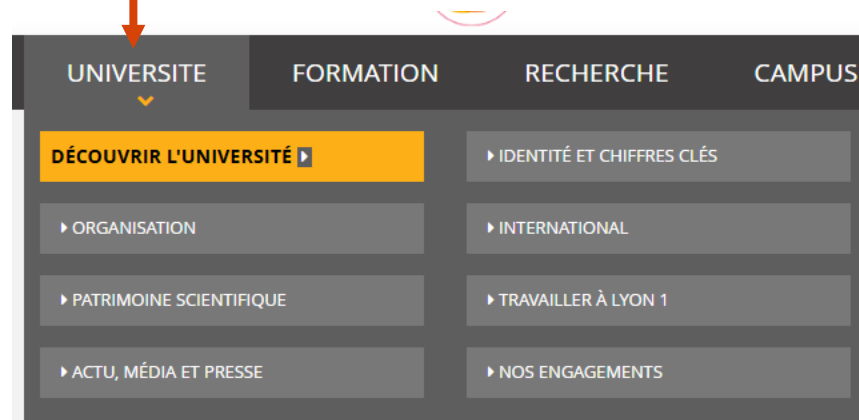 UNIVERSITE FORMATION RECHERCHE CAMPUS
DÉCOUVRIR L'UNIVERSITÉ IDENTITÉ ET CHIFFRES CLÉS
ORGANISATION INTERNATIONAL
PATRIMOINE SCIENTIFIQUE TRAVAILLER À LYON 1
ACTU, MÉDIA ET PRESSE NOS ENGAGEMENTS